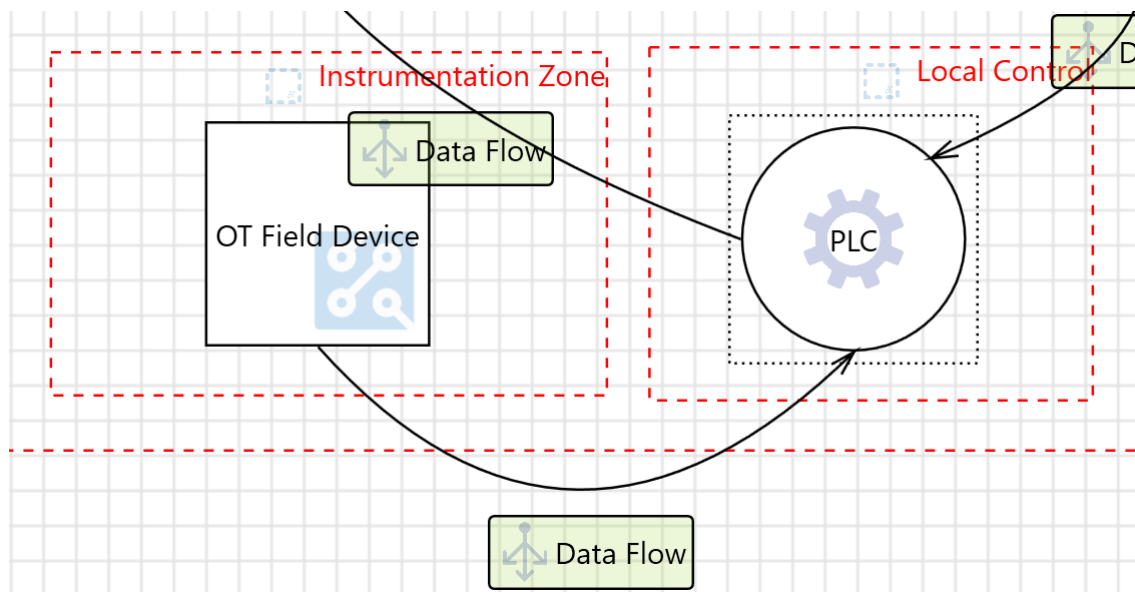 Instrumentation Zone
Local Control
D
Data Flow
OT Field Device
PLC
Data Flow